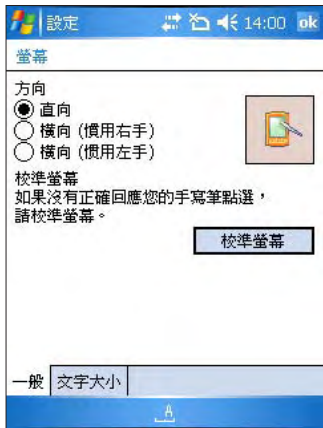 設定 14:00 ok
螢幕
方向
直向
橫向 (慣用右手)
橫向 (慣用左手)
校準螢幕
如果沒有正確回應您的手寫筆點選，
請校準螢幕。
校準螢幕
一般 文字大小
A